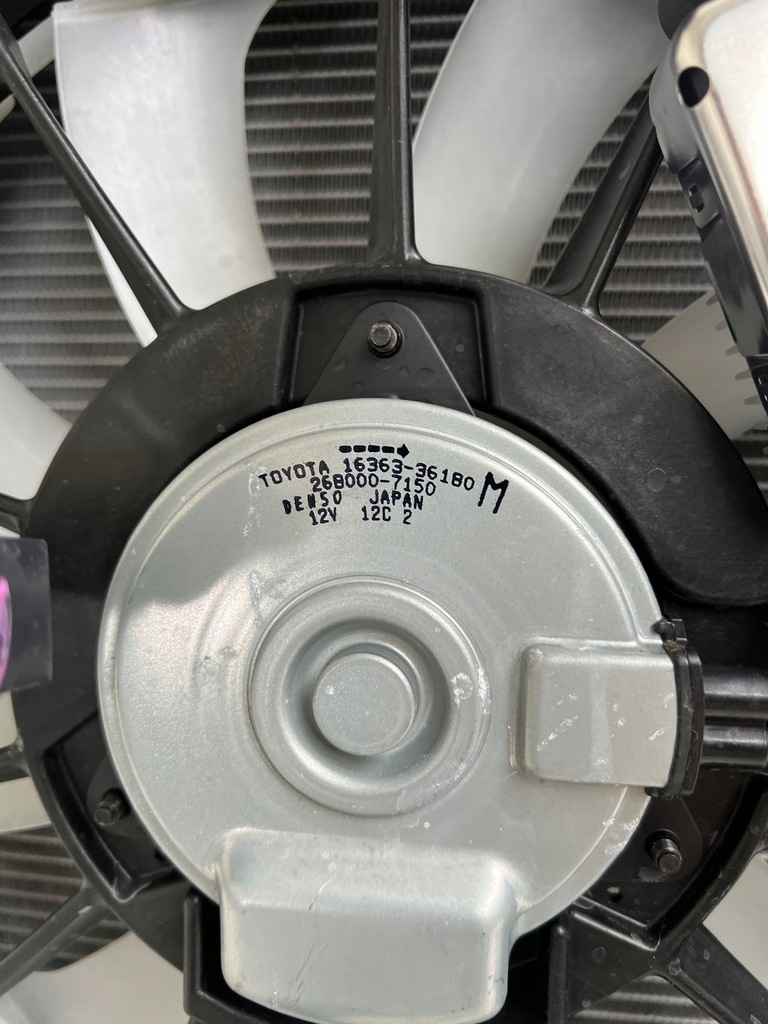 TOYOTA 16363-36180
268000-7150 M
DENSO JAPAN
12V 12C 2